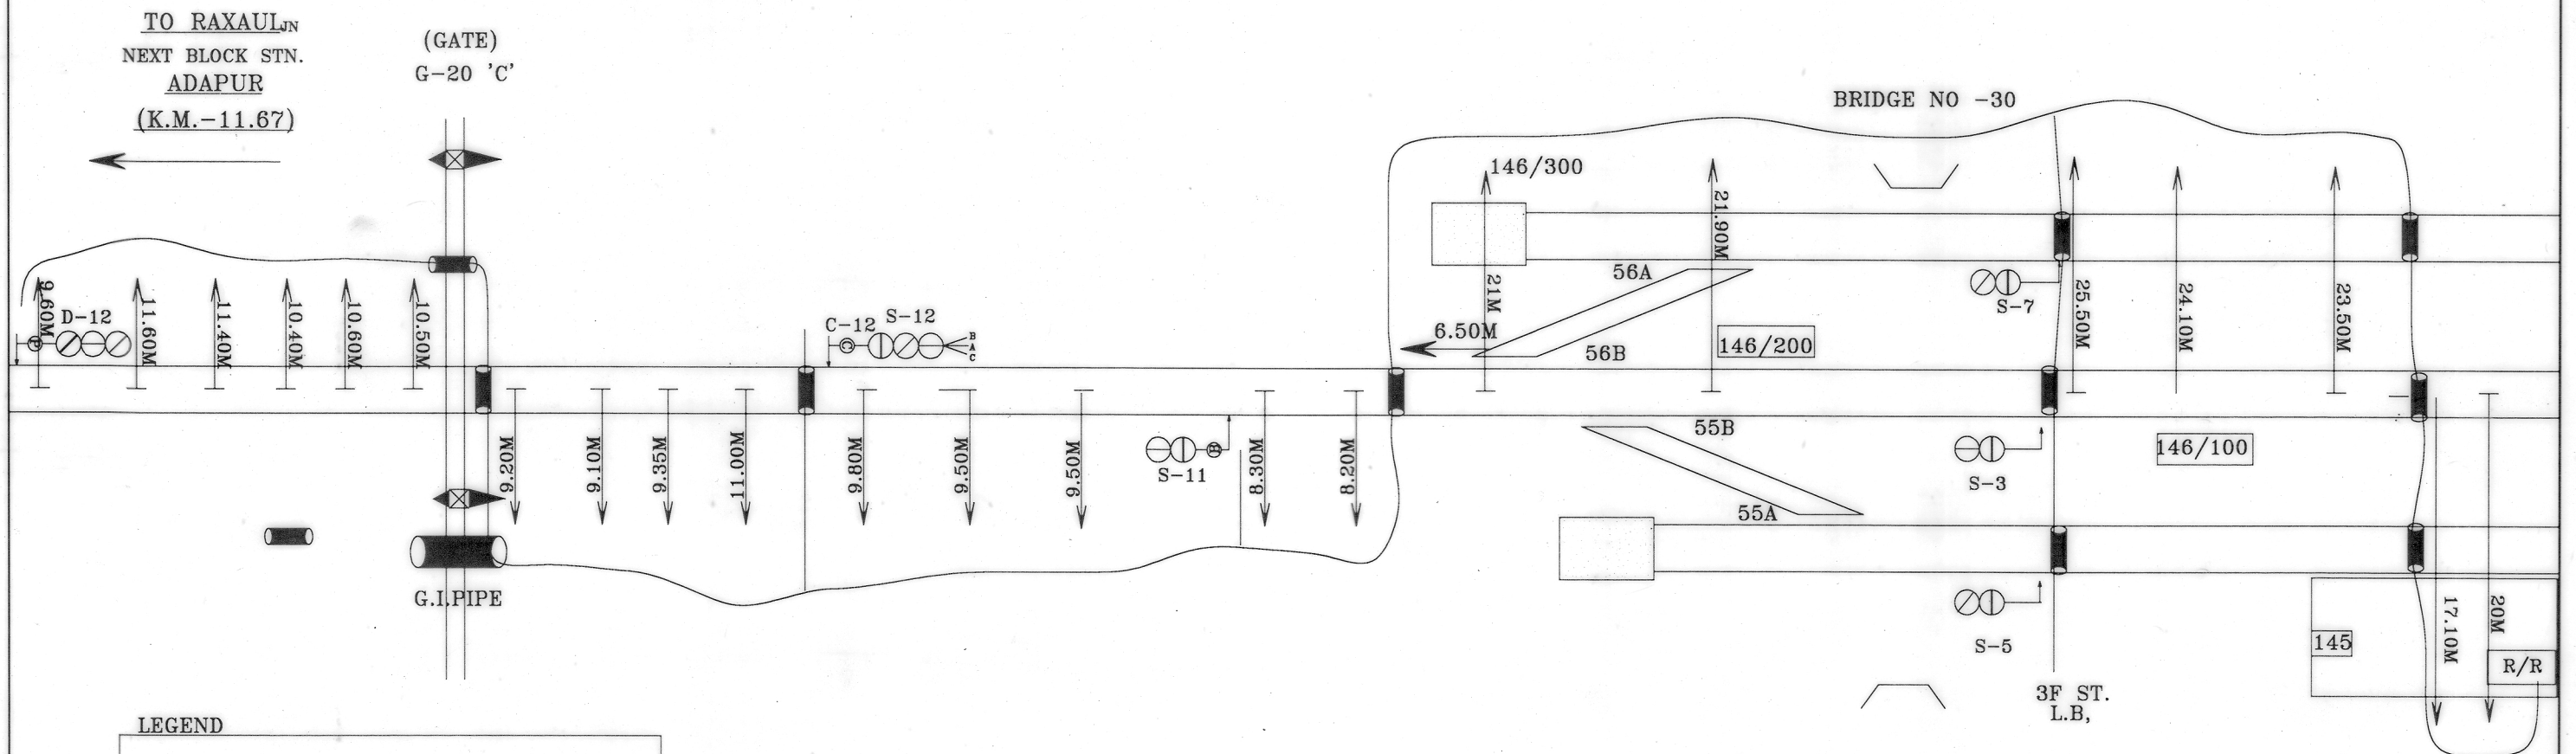 TO RAXAUL JN
NEXT BLOCK STN.
ADAPUR
(K.M.-11.67)
(GATE)
G-20 'C'
BRIDGE NO -30
146/300
21.90M
21M
56A
56B
6.50M
146/200
S-7
25.50M
24.10M
23.50M
9.60M
P
D-12
11.60M
11.40M
10.40M
10.60M
10.50M
C-12
C
S-12
B
A
C
9.20M
9.10M
9.35M
11.00M
9.80M
9.50M
9.50M
S-11
8.30M
8.20M
55B
55A
S-3
146/100
G.I.PIPE
S-5
3F ST.
L.B,
145
17.10M
20M
R/R
LEGEND